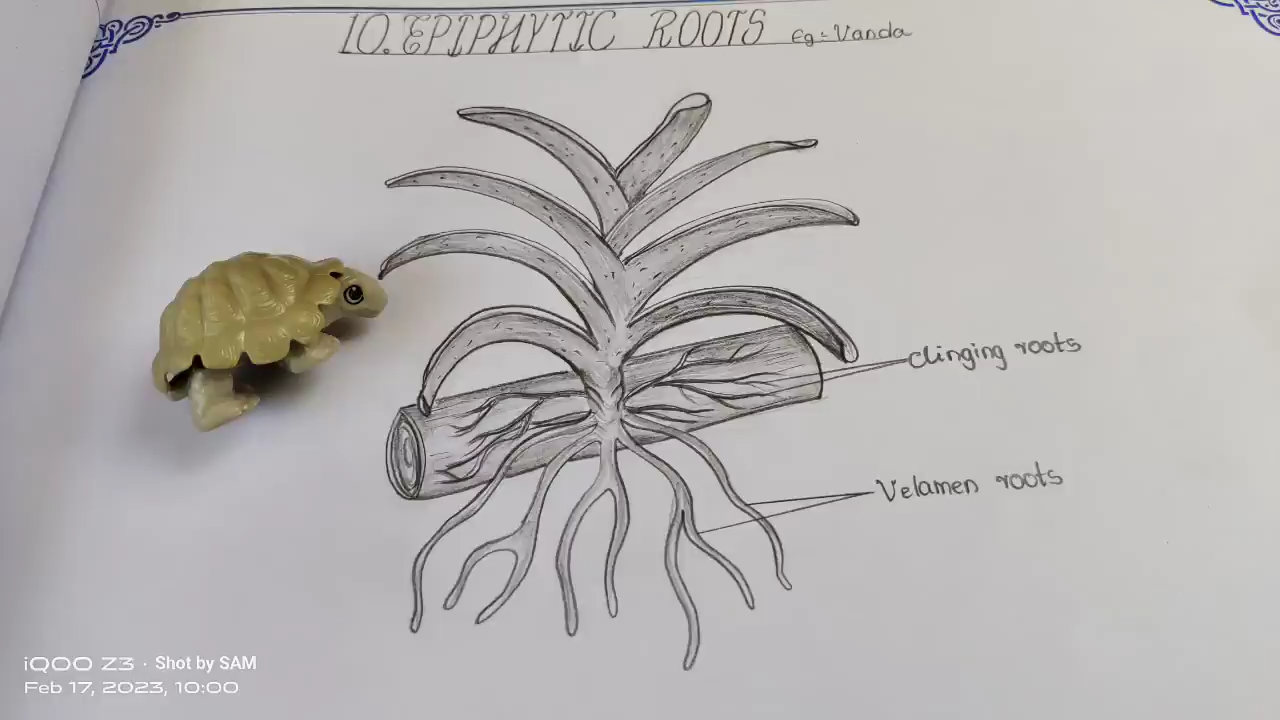 10. EPIPHYTIC ROOTS Eg:- Vanda
Clinging roots
Velamen roots
iQOO Z3 · Shot by SAM
Feb 17, 2023, 10:00